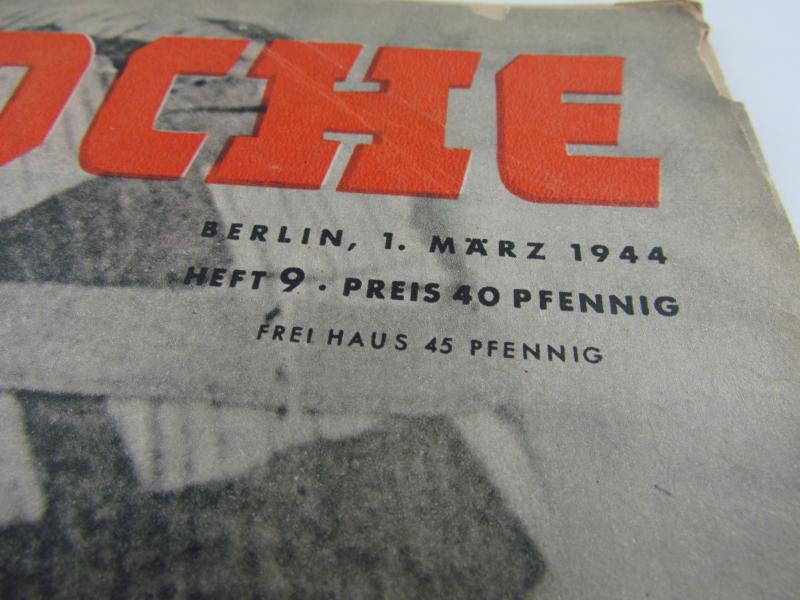 OCHE
BERLIN, 1. MÄRZ 1944
HEFT 9 · PREIS 40 PFENNIG
FREI HAUS 45 PFENNIG